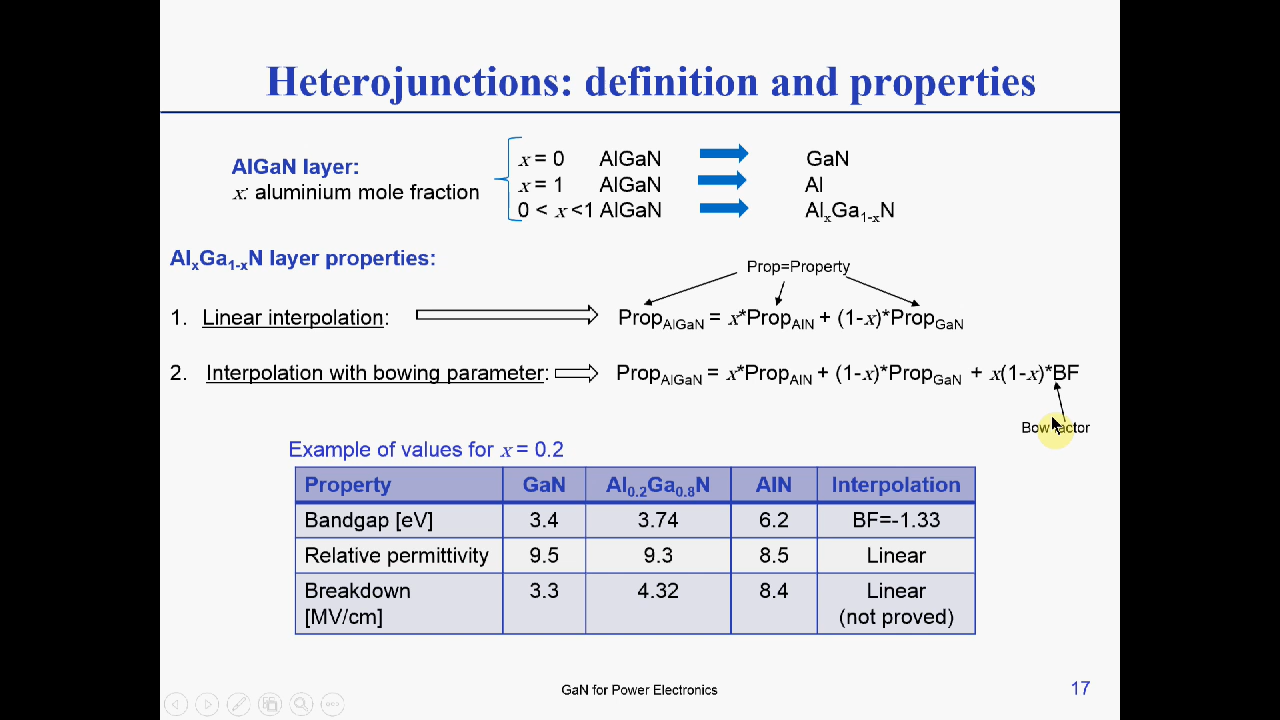 Heterojunctions: definition and properties
AlGaN layer:
x: aluminium mole fraction
x = 0 AlGaN GaN
x = 1 AlGaN Al
0 < x <1 AlGaN AlxGa1-xN
AlxGa1-xN layer properties:
Prop=Property
1. Linear interpolation: PropAlGaN = x*PropAlN + (1-x)*PropGaN
2. Interpolation with bowing parameter: PropAlGaN = x*PropAlN + (1-x)*PropGaN + x(1-x)*BF
Bow factor
Example of values for x = 0.2
Property GaN Al0.2Ga0.8N AlN Interpolation
Bandgap [eV] 3.4 3.74 6.2 BF=-1.33
Relative permittivity 9.5 9.3 8.5 Linear
Breakdown 3.3 4.32 8.4 Linear
[MV/cm] (not proved)
GaN for Power Electronics
17